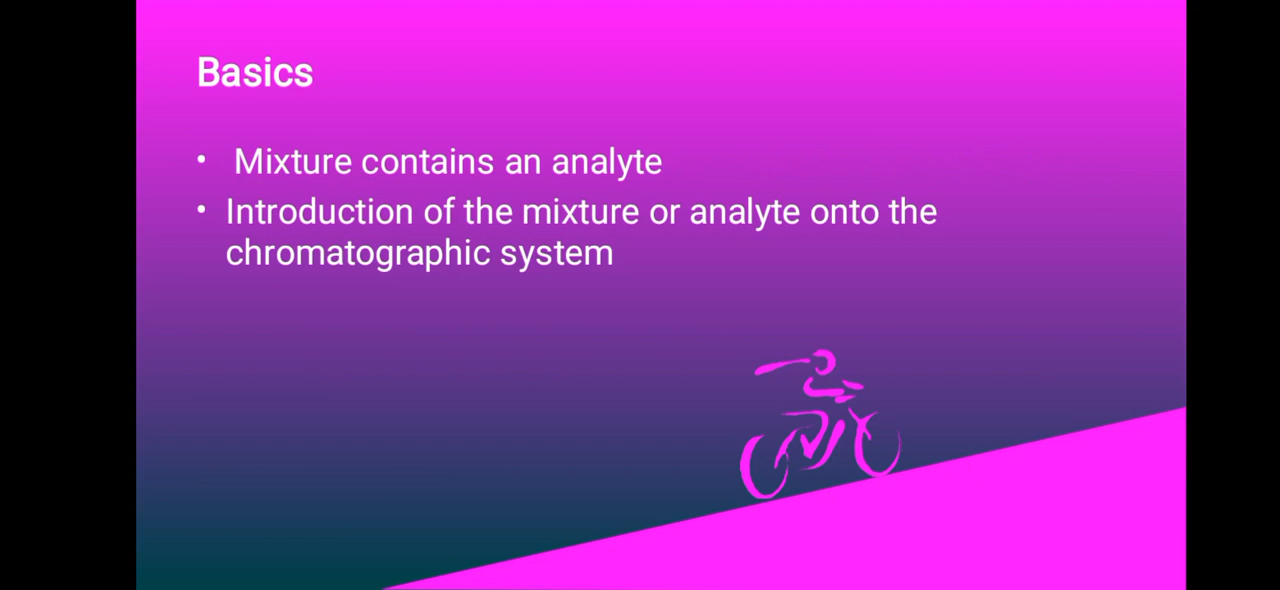 Basics
• Mixture contains an analyte
• Introduction of the mixture or analyte onto the
chromatographic system